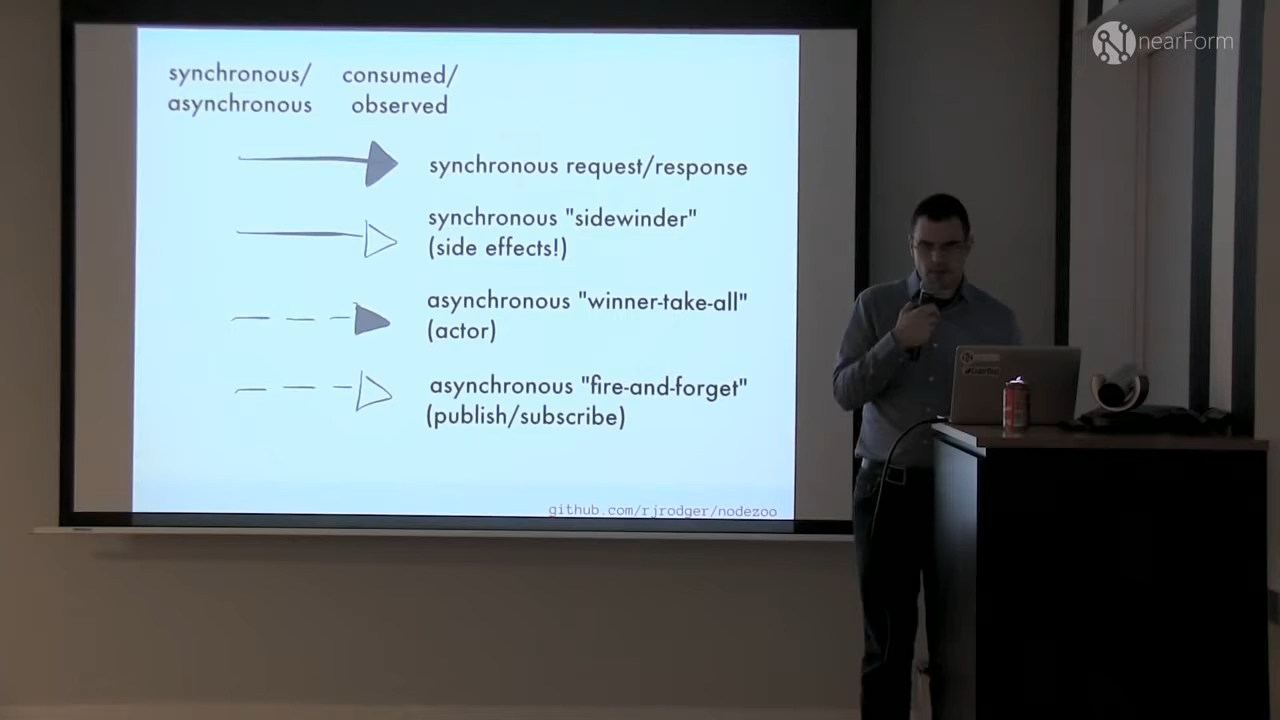 nearForm
synchronous/
asynchronous
consumed/
observed
synchronous request/response
synchronous "sidewinder"
(side effects!)
asynchronous "winner-take-all"
(actor)
asynchronous "fire-and-forget"
(publish/subscribe)
github.com/rjrodger/nodezoo